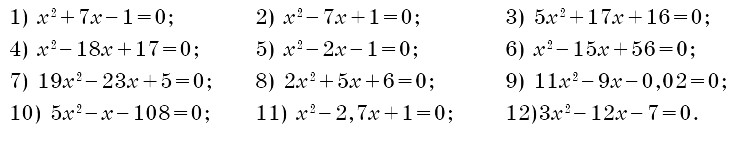 1) x²+7x−1=0; 2) x²−7x+1=0; 3) 5x²+17x+16=0;
4) x²−18x+17=0; 5) x²−2x−1=0; 6) x²−15x+56=0;
7) 19x²−23x+5=0; 8) 2x²+5x+6=0; 9) 11x²−9x−0,02=0;
10) 5x²−x−108=0; 11) x²−2,7x+1=0; 12)3x²−12x−7=0.